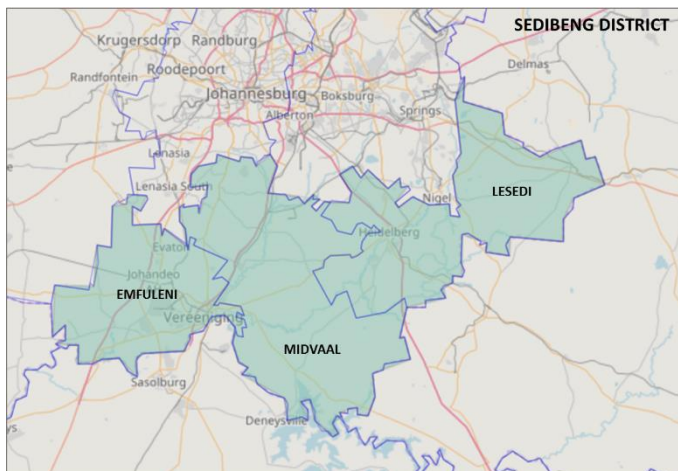 SEDIBENG DISTRICT
Krugersdorp
Randburg
Delmas
Randfontein
Roodepoort
Johannesburg
Boksburg
Springs
Alberton
Lenasia
Lenasia South
Nigel
LESEDI
Heidelberg
Evaton
Johandeo
EMFULENI
Vereeniging
MIDVAAL
Sasolburg
Deneysville